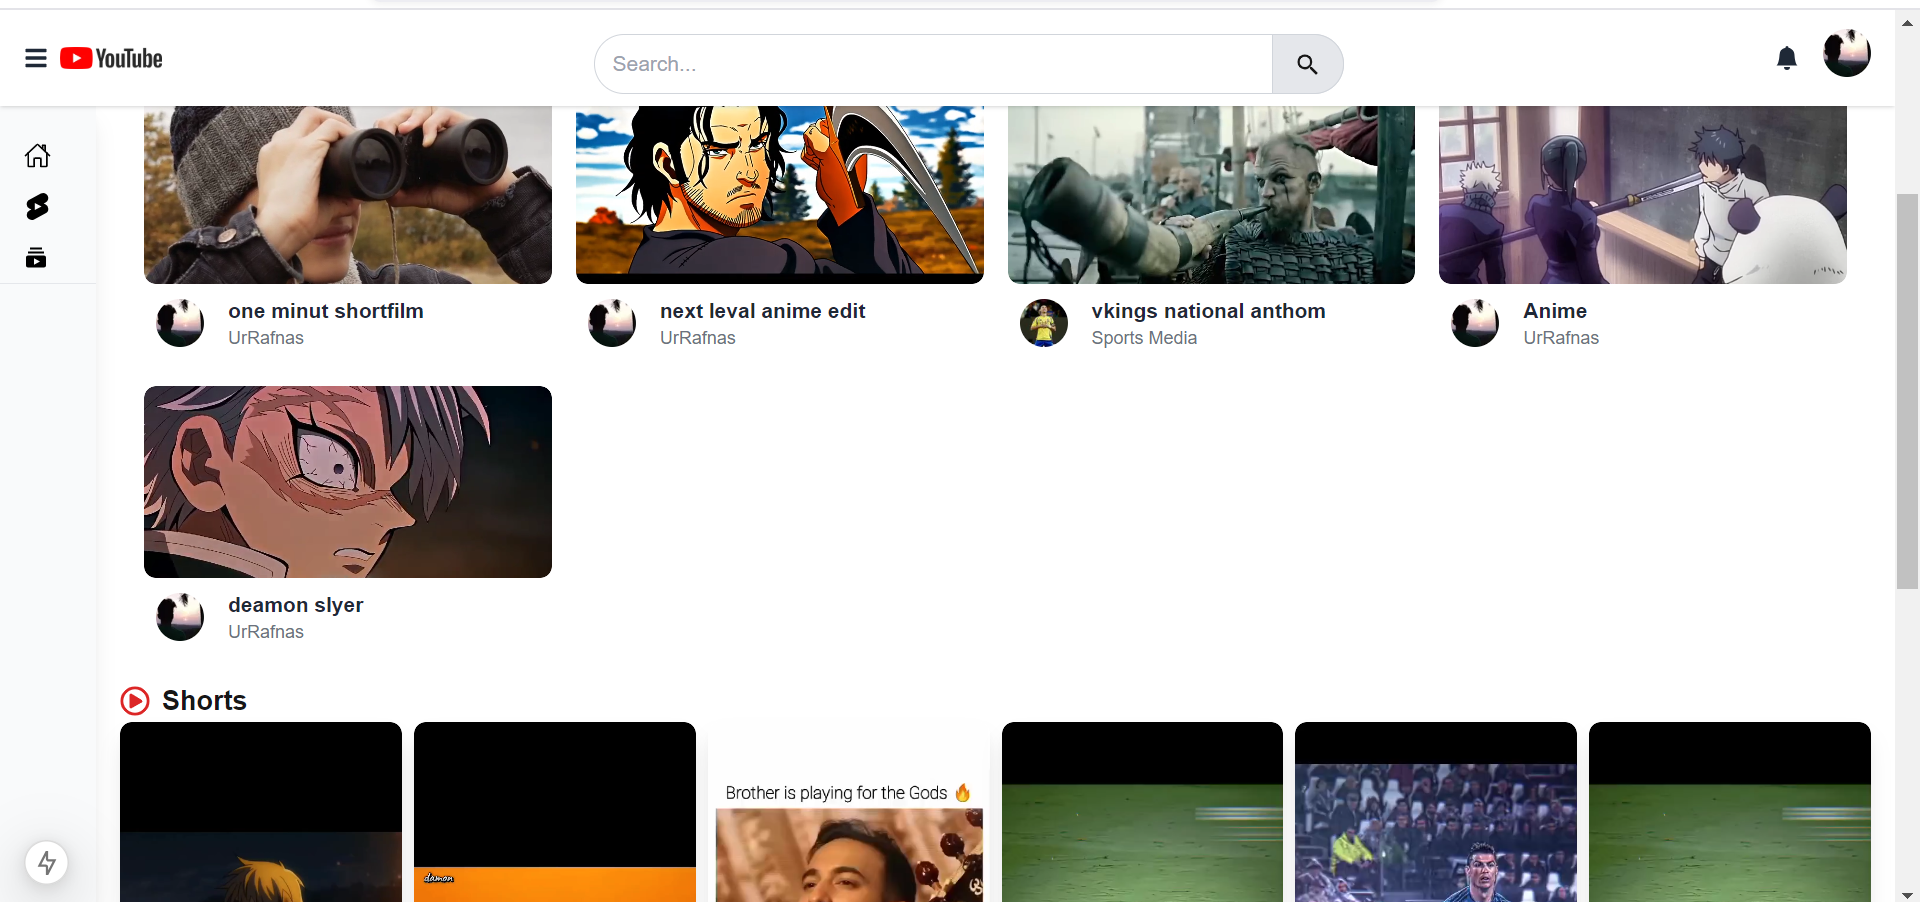 YouTube
Search...
one minut shortfilm
UrRafnas
next leval anime edit
UrRafnas
vkings national anthom
Sports Media
Anime
UrRafnas
deamon slyer
UrRafnas
Shorts
Brother is playing for the Gods 🔥
damon